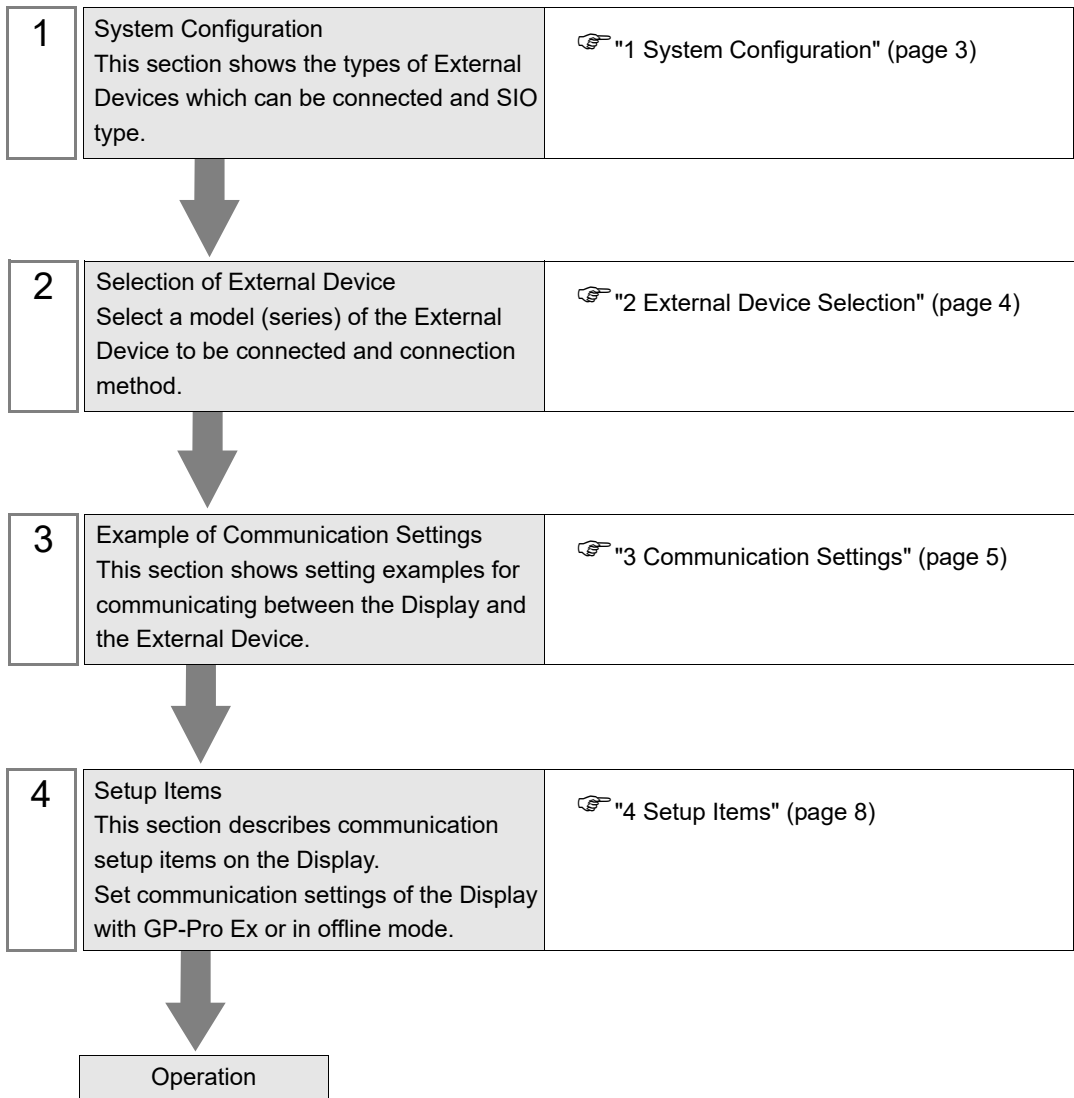 1
System Configuration
This section shows the types of External
Devices which can be connected and SIO
type.
"1 System Configuration" (page 3)
2
Selection of External Device
Select a model (series) of the External
Device to be connected and connection
method.
"2 External Device Selection" (page 4)
3
Example of Communication Settings
This section shows setting examples for
communicating between the Display and
the External Device.
"3 Communication Settings" (page 5)
4
Setup Items
This section describes communication
setup items on the Display.
Set communication settings of the Display
with GP-Pro Ex or in offline mode.
"4 Setup Items" (page 8)
Operation